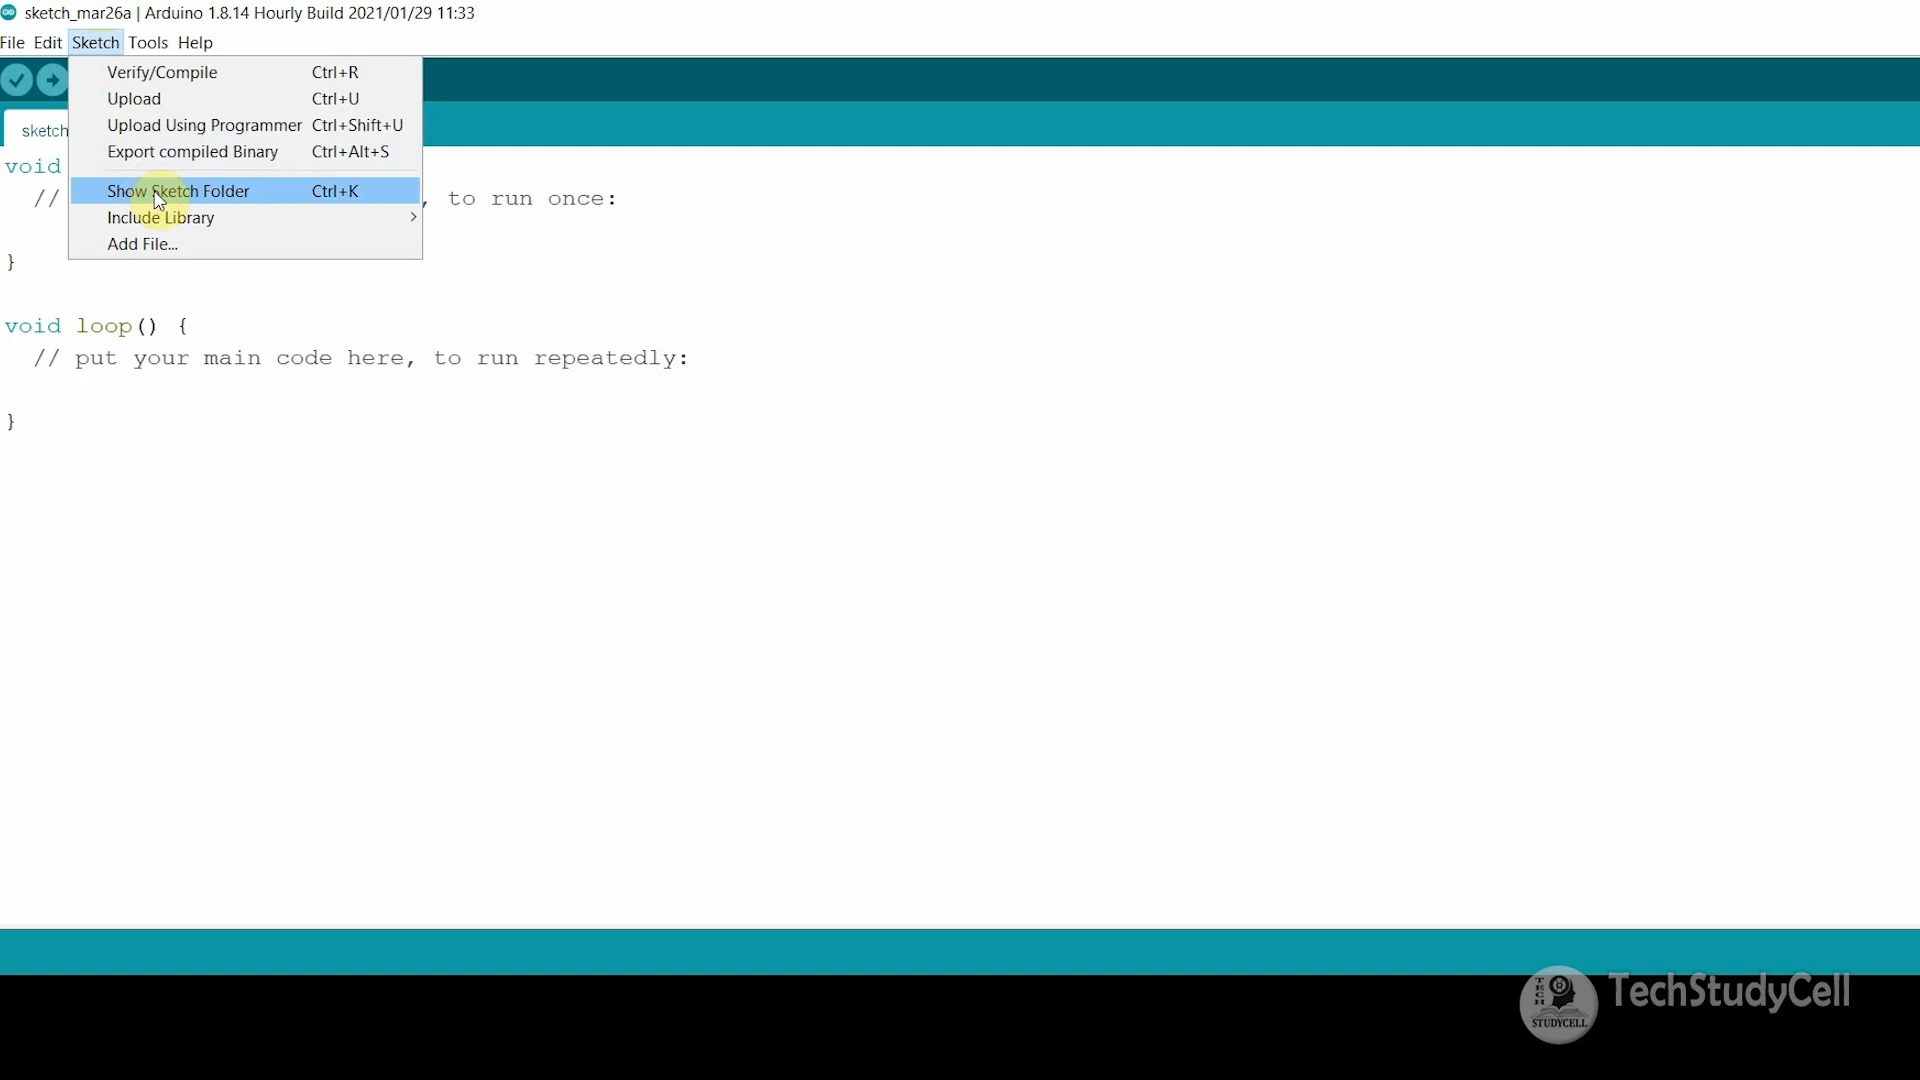 sketch_mar26a | Arduino 1.8.14 Hourly Build 2021/01/29 11:33
File Edit Sketch Tools Help
Verify/Compile Ctrl+R
Upload Ctrl+U
Upload Using Programmer Ctrl+Shift+U
Export compiled Binary Ctrl+Alt+S
Show Sketch Folder Ctrl+K
Include Library >
Add File...
sketch
void
// , to run once:
}
void loop() {
// put your main code here, to run repeatedly:
}
TECH
STUDYCELL
TechStudyCell